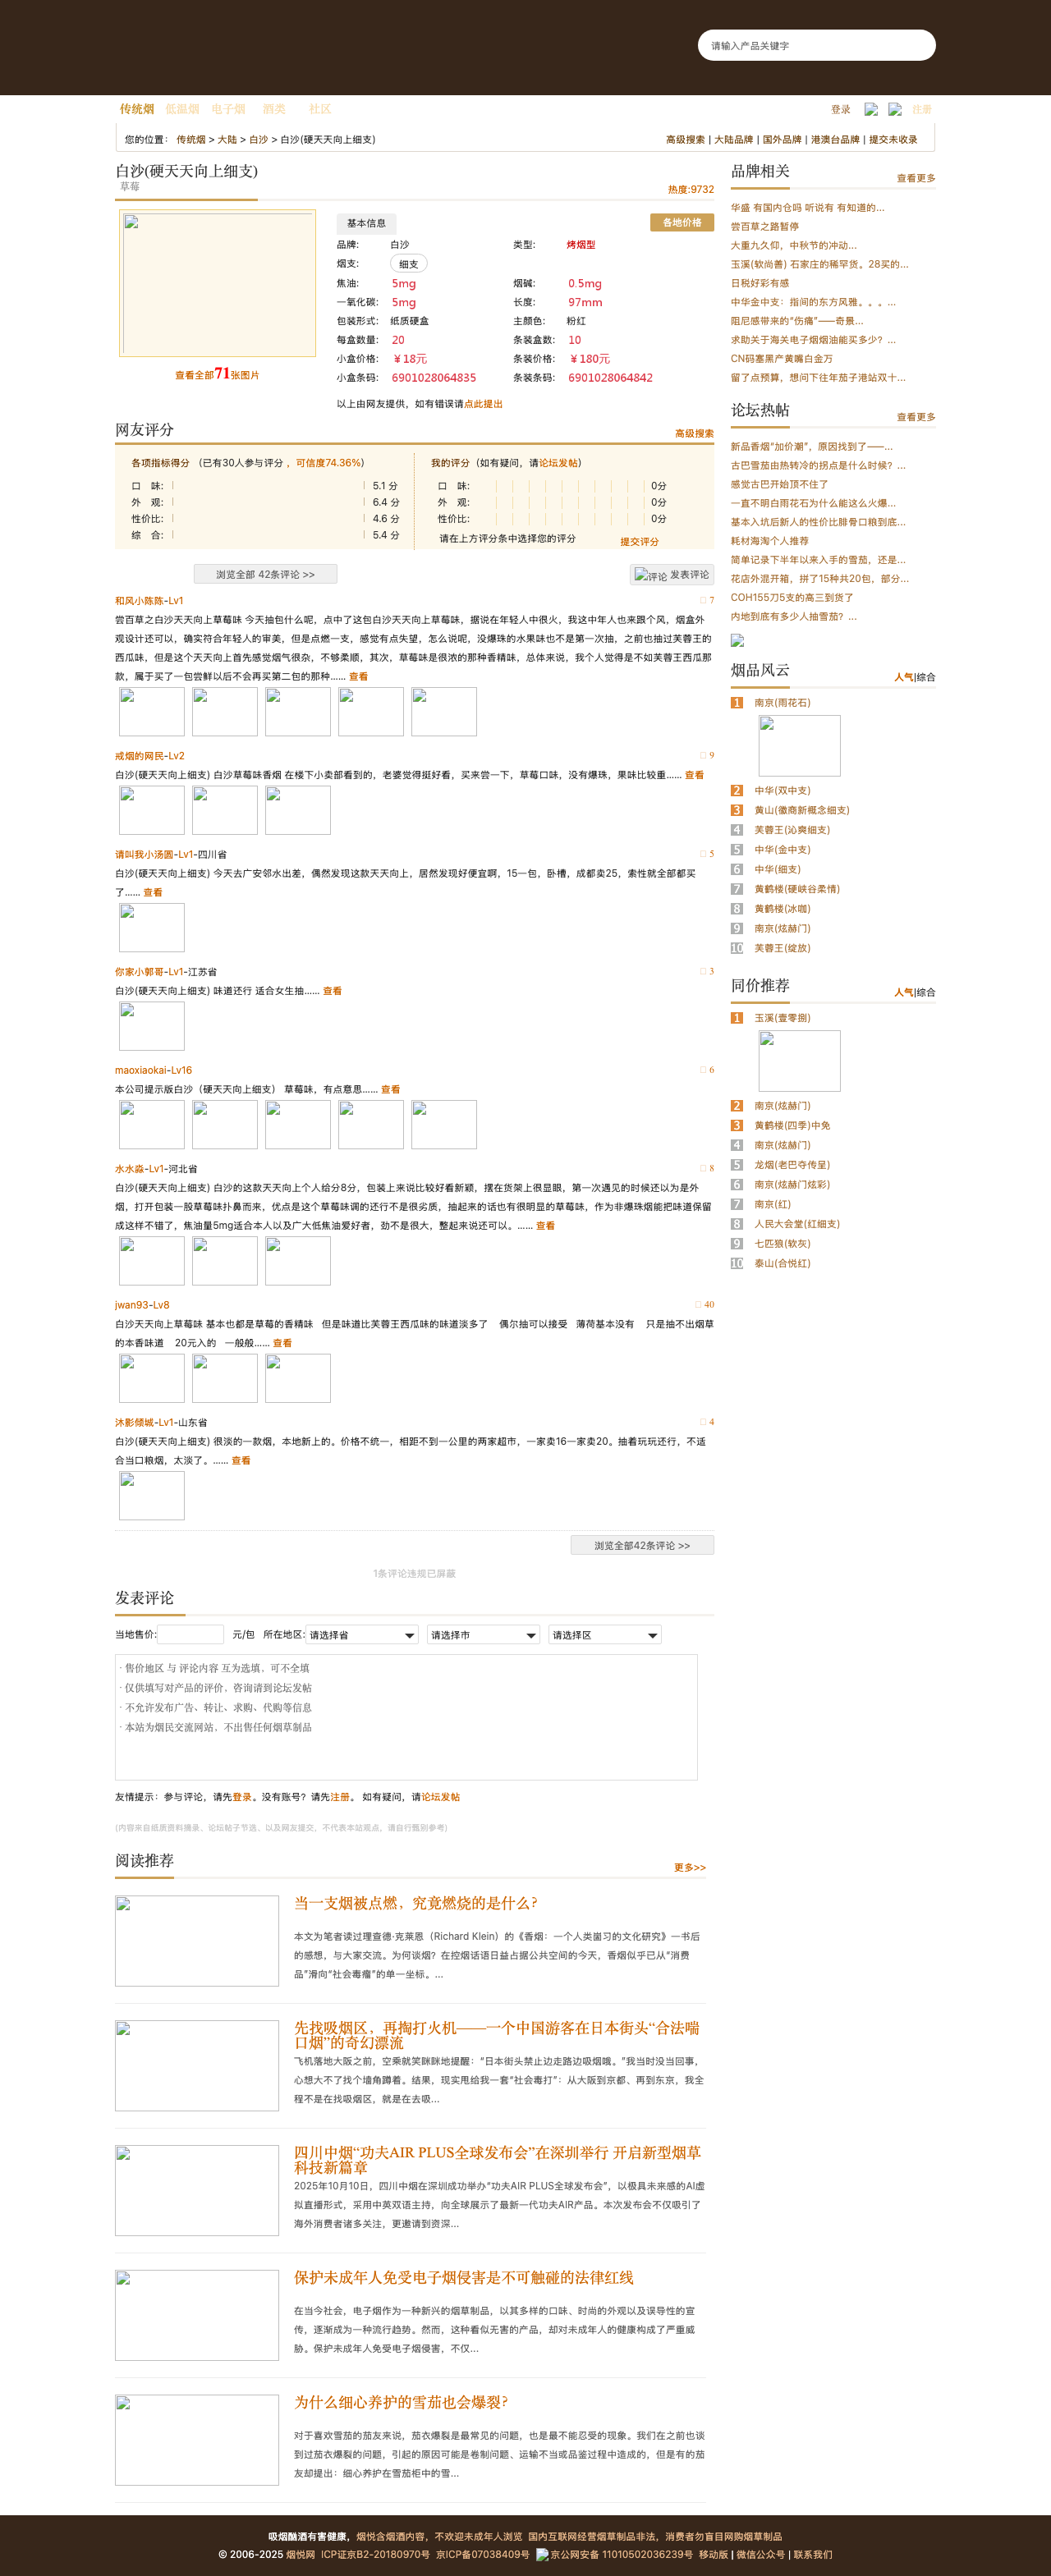 请输入产品关键字
传统烟 低温烟 电子烟 酒类 社区
登录 注册
您的位置： 传统烟 > 大陆 > 白沙 > 白沙(硬天天向上细支)
高级搜索 | 大陆品牌 | 国外品牌 | 港澳台品牌 | 提交未收录
白沙(硬天天向上细支)
草莓
热度:9732
查看全部71张图片
基本信息
各地价格
品牌: 白沙 类型: 烤烟型
烟支: 细支
焦油: 5mg 烟碱: 0.5mg
一氧化碳: 5mg 长度: 97mm
包装形式: 纸质硬盒 主颜色: 粉红
每盒数量: 20 条装盒数: 10
小盒价格: ￥18元 条装价格: ￥180元
小盒条码: 6901028064835 条装条码: 6901028064842
以上由网友提供，如有错误请点此提出
网友评分
高级搜索
各项指标得分 （已有30人参与评分 ，可信度74.36%)
口　味: 5.1 分
外　观: 6.4 分
性价比: 4.6 分
综　合: 5.4 分
我的评分（如有疑问，请论坛发帖）
口　味: 0分
外　观: 0分
性价比: 0分
请在上方评分条中选择您的评分
提交评分
浏览全部 42条评论 >>
评论 发表评论
和风小陈陈-Lv1
7
尝百草之白沙天天向上草莓味 今天抽包什么呢，点中了这包白沙天天向上草莓味，据说在年轻人中很火，我这中年人也来跟个风，烟盒外
观设计还可以，确实符合年轻人的审美，但是点燃一支，感觉有点失望，怎么说呢，没爆珠的水果味也不是第一次抽，之前也抽过芙蓉王的
西瓜味，但是这个天天向上首先感觉烟气很杂，不够柔顺，其次，草莓味是很浓的那种香精味，总体来说，我个人觉得是不如芙蓉王西瓜那
款，属于买了一包尝鲜以后不会再买第二包的那种…… 查看
戒烟的网民-Lv2
9
白沙(硬天天向上细支) 白沙草莓味香烟 在楼下小卖部看到的，老婆觉得挺好看，买来尝一下，草莓口味，没有爆珠，果味比较重…… 查看
请叫我小汤圆-Lv1-四川省
5
白沙(硬天天向上细支) 今天去广安邻水出差，偶然发现这款天天向上，居然发现好便宜啊，15一包，卧槽，成都卖25，索性就全部都买
了…… 查看
你家小郭哥-Lv1-江苏省
3
白沙(硬天天向上细支) 味道还行 适合女生抽…… 查看
maoxiaokai-Lv16
6
本公司提示版白沙（硬天天向上细支） 草莓味，有点意思…… 查看
水水淼-Lv1-河北省
8
白沙(硬天天向上细支) 白沙的这款天天向上个人给分8分，包装上来说比较好看新颖，摆在货架上很显眼，第一次遇见的时候还以为是外
烟，打开包装一股草莓味扑鼻而来，优点是这个草莓味调的还行不是很劣质，抽起来的话也有很明显的草莓味，作为非爆珠烟能把味道保留
成这样不错了，焦油量5mg适合本人以及广大低焦油爱好者，劲不是很大，整起来说还可以。…… 查看
jwan93-Lv8
40
白沙天天向上草莓味 基本也都是草莓的香精味 但是味道比芙蓉王西瓜味的味道淡多了 偶尔抽可以接受 薄荷基本没有 只是抽不出烟草
的本香味道 20元入的 一般般…… 查看
沐影倾城-Lv1-山东省
4
白沙(硬天天向上细支) 很淡的一款烟，本地新上的。价格不统一，相距不到一公里的两家超市，一家卖16一家卖20。抽着玩玩还行，不适
合当口粮烟，太淡了。…… 查看
浏览全部42条评论 >>
1条评论违规已屏蔽
发表评论
当地售价: 元/包 所在地区: 请选择省 请选择市 请选择区
· 售价地区 与 评论内容 互为选填，可不全填
· 仅供填写对产品的评价，咨询请到论坛发帖
· 不允许发布广告、转让、求购、代购等信息
· 本站为烟民交流网站，不出售任何烟草制品
友情提示：参与评论，请先登录。没有账号？请先注册。 如有疑问，请论坛发帖
(内容来自纸质资料摘录、论坛帖子节选、以及网友提交，不代表本站观点，请自行甄别参考)
阅读推荐
更多>>
当一支烟被点燃，究竟燃烧的是什么?
本文为笔者读过理查德·克莱恩（Richard Klein）的《香烟：一个人类齿习的文化研究》一书后
的感想，与大家交流。为何谈烟？在控烟话语日益占据公共空间的今天，香烟似乎已从“消费
品”滑向“社会毒瘤”的单一坐标。...
先找吸烟区，再掏打火机——一个中国游客在日本街头“合法喘
口烟”的奇幻漂流
飞机落地大阪之前，空乘就笑眯眯地提醒：“日本街头禁止边走路边吸烟哦。”我当时没当回事，
心想大不了找个墙角蹲着。结果，现实甩给我一套“社会毒打”：从大阪到京都、再到东京，我全
程不是在找吸烟区，就是在去吸...
四川中烟“功夫AIR PLUS全球发布会”在深圳举行 开启新型烟草
科技新篇章
2025年10月10日，四川中烟在深圳成功举办“功夫AIR PLUS全球发布会”，以极具未来感的AI虚
拟直播形式，采用中英双语主持，向全球展示了最新一代功夫AIR产品。本次发布会不仅吸引了
海外消费者诸多关注，更邀请到资深...
保护未成年人免受电子烟侵害是不可触碰的法律红线
在当今社会，电子烟作为一种新兴的烟草制品，以其多样的口味、时尚的外观以及误导性的宣
传，逐渐成为一种流行趋势。然而，这种看似无害的产品，却对未成年人的健康构成了严重威
胁。保护未成年人免受电子烟侵害，不仅...
为什么细心养护的雪茄也会爆裂?
对于喜欢雪茄的茄友来说，茄衣爆裂是最常见的问题，也是最不能忍受的现象。我们在之前也谈
到过茄衣爆裂的问题，引起的原因可能是卷制问题、运输不当或品鉴过程中造成的，但是有的茄
友却提出：细心养护在雪茄柜中的雪...
品牌相关
查看更多
华盛 有国内仓吗 听说有 有知道的...
尝百草之路暂停
大重九久仰，中秋节的冲动...
玉溪(软尚善) 石家庄的稀罕货。28买的...
日税好彩有感
中华金中支：指间的东方风雅。。。...
阻尼感带来的“伤痛”——奇景...
求助关于海关电子烟烟油能买多少？...
CN码塞黑产黄嘴白金万
留了点预算，想问下往年茄子港站双十...
论坛热帖
查看更多
新品香烟“加价潮”，原因找到了——...
古巴雪茄由热转冷的拐点是什么时候？...
感觉古巴开始顶不住了
一直不明白雨花石为什么能这么火爆...
基本入坑后新人的性价比腓骨口粮到底...
耗材海淘个人推荐
简单记录下半年以来入手的雪茄，还是...
花店外混开箱，拼了15种共20包，部分...
COH155刀5支的高三到货了
内地到底有多少人抽雪茄？...
烟品风云
人气|综合
1 南京(雨花石)
2 中华(双中支)
3 黄山(徽商新概念细支)
4 芙蓉王(沁爽细支)
5 中华(金中支)
6 中华(细支)
7 黄鹤楼(硬峡谷柔情)
8 黄鹤楼(冰咖)
9 南京(炫赫门)
10 芙蓉王(绽放)
同价推荐
人气|综合
1 玉溪(壹零捌)
2 南京(炫赫门)
3 黄鹤楼(四季)中免
4 南京(炫赫门)
5 龙烟(老巴夺传呈)
6 南京(炫赫门炫彩)
7 南京(红)
8 人民大会堂(红细支)
9 七匹狼(软灰)
10 泰山(合悦红)
吸烟酗酒有害健康，烟悦含烟酒内容，不欢迎未成年人浏览 国内互联网经营烟草制品非法，消费者勿盲目网购烟草制品
© 2006-2025 烟悦网 ICP证京B2-20180970号 京ICP备07038409号 京公网安备 11010502036239号 移动版 | 微信公众号 | 联系我们